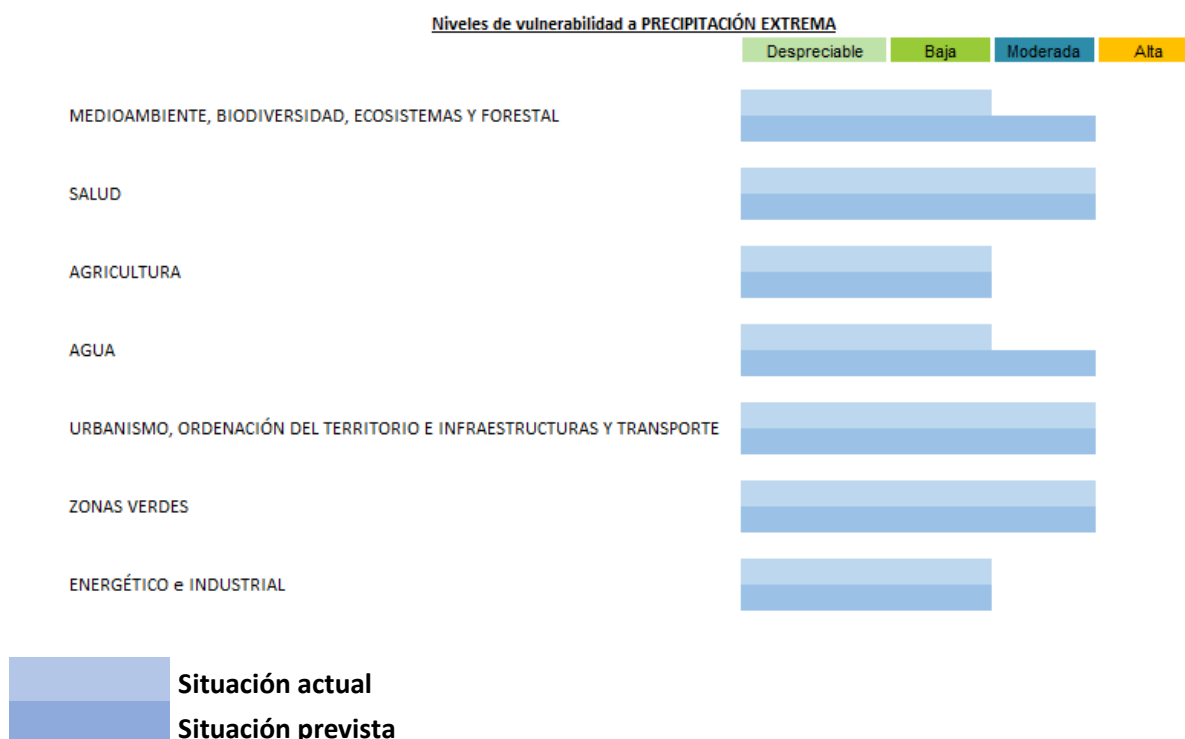 Niveles de vulnerabilidad a PRECIPITACIÓN EXTREMA
Despreciable Baja Moderada Alta
MEDIOAMBIENTE, BIODIVERSIDAD, ECOSISTEMAS Y FORESTAL
SALUD
AGRICULTURA
AGUA
URBANISMO, ORDENACIÓN DEL TERRITORIO E INFRAESTRUCTURAS Y TRANSPORTE
ZONAS VERDES
ENERGÉTICO e INDUSTRIAL
Situación actual
Situación prevista